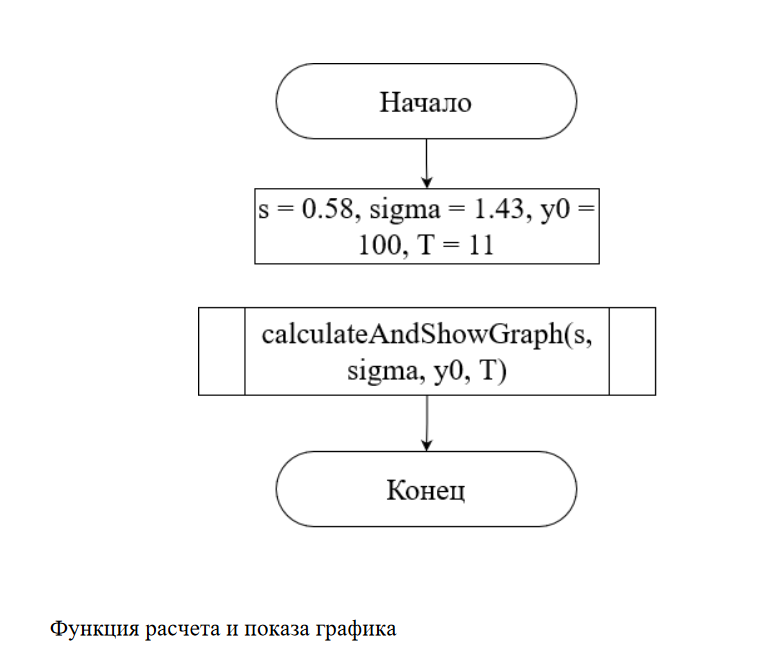 Начало
s = 0.58, sigma = 1.43, y0 =
100, T = 11
calculateAndShowGraph(s,
sigma, y0, T)
Конец
Функция расчета и показа графика